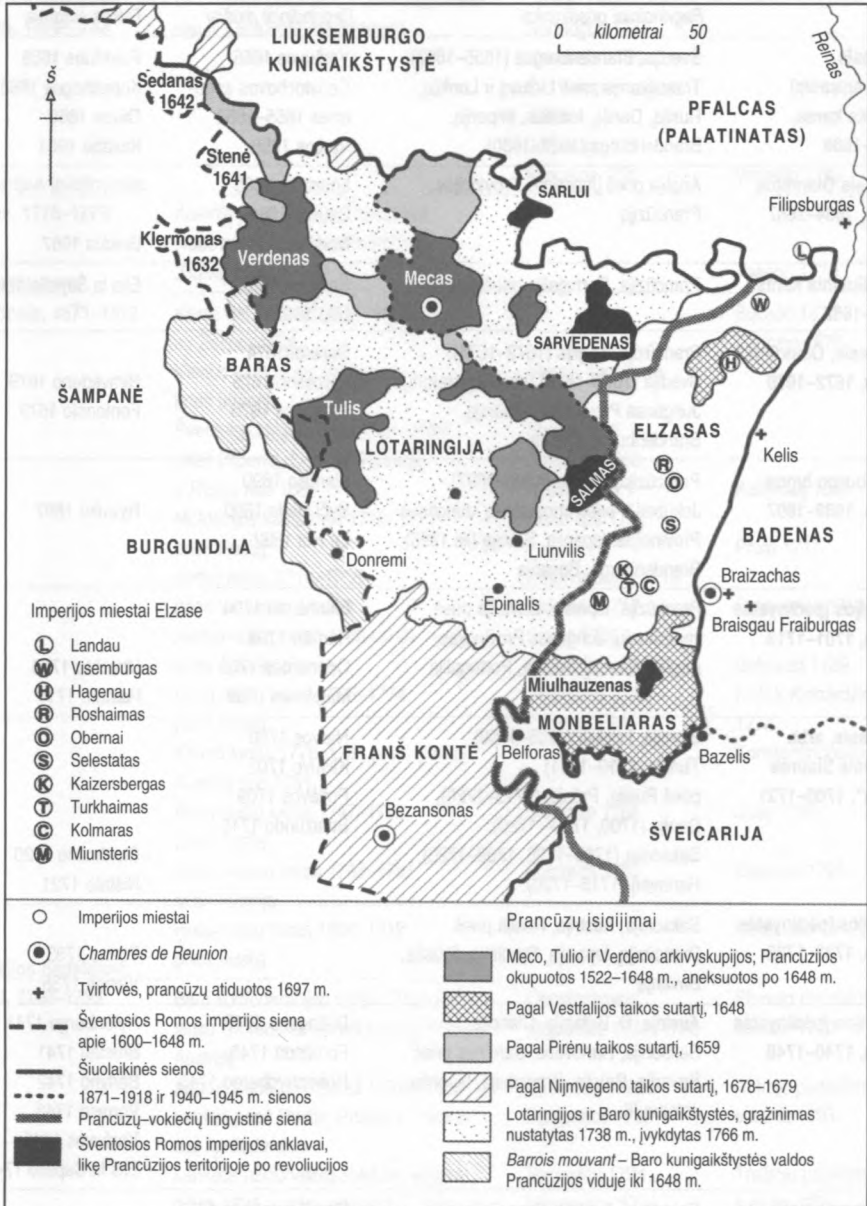 LIUKSEMBURGO
KUNIGAIKŠTYSTĖ
0 kilometrai 50
Reinas
Š
Sedanas
1642
PFALCAS
(PALATINATAS)
Stenė
1641
SARLUI
Filipsburgas
Klermonas
1632
Verdenas
Mecas
L
W
SARVEDENAS
BARAS
H
ŠAMPANĖ
Tulis
ELZASAS
LOTARINGIJA
Kelis
R
O
SALMAS
S
BADENAS
BURGUNDIJA
Donremi
Liunvilis
K
T
C
Braizachas
Epinalis
M
Braisgau Fraiburgas
Imperijos miestai Elzase
L Landau
W Visemburgas
H Hagenau
R Roshaimas
O Obernai
S Selestatas
K Kaizersbergas
T Turkhaimas
C Kolmaras
M Miunsteris
Miulhauzenas
MONBELIARAS
FRANŠ KONTĖ
Belforas
Bazelis
Bezansonas
ŠVEICARIJA
Imperijos miestai
Chambres de Reunion
Tvirtovės, prancūzų atiduotos 1697 m.
Šventosios Romos imperijos siena
apie 1600–1648 m.
Šiuolaikinės sienos
1871–1918 ir 1940–1945 m. sienos
Prancūzų–vokiečių lingvistinė siena
Šventosios Romos imperijos anklavai,
likę Prancūzijos teritorijoje po revoliucijos
Prancūzų įsigijimai
Meco, Tulio ir Verdeno arkivyskupijos; Prancūzijos
okupuotos 1522–1648 m., aneksuotos po 1648 m.
Pagal Vestfalijos taikos sutartį, 1648
Pagal Pirėnų taikos sutartį, 1659
Pagal Nijmvegeno taikos sutartį, 1678–1679
Lotaringijos ir Baro kunigaikštystės, grąžinimas
nustatytas 1738 m., įvykdytas 1766 m.
Barrois mouvant – Baro kunigaikštystės valdos
Prancūzijos viduje iki 1648 m.